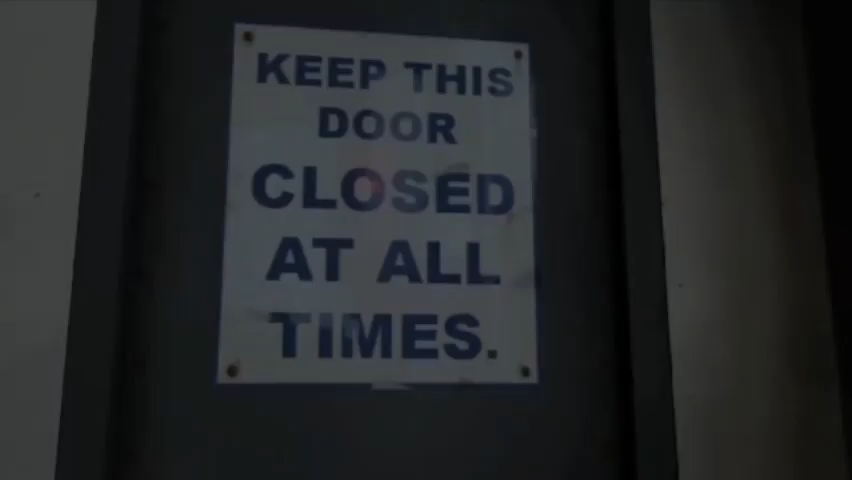 KEEP THIS
DOOR
CLOSED
AT ALL
TIMES.